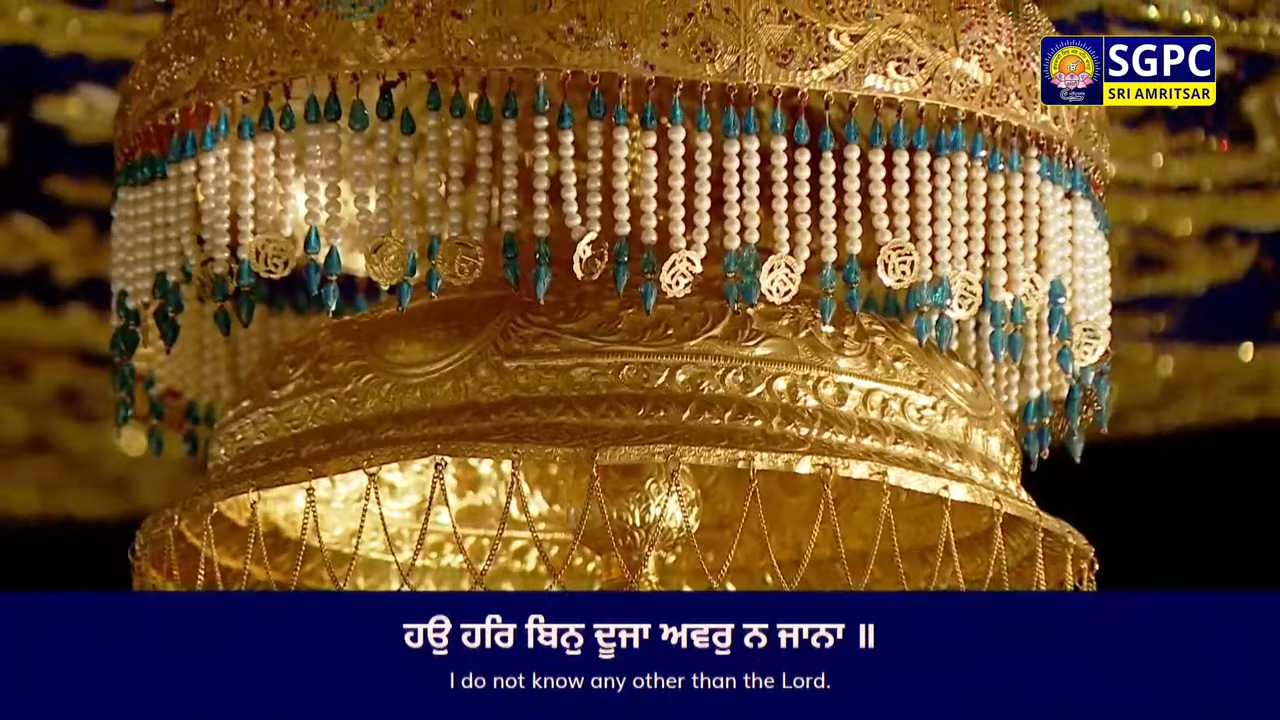 SGPC
SRI AMRITSAR
ਹਉ ਹਰਿ ਬਿਨੁ ਦੂਜਾ ਅਵਰੁ ਨ ਜਾਨਾ ॥
I do not know any other than the Lord.